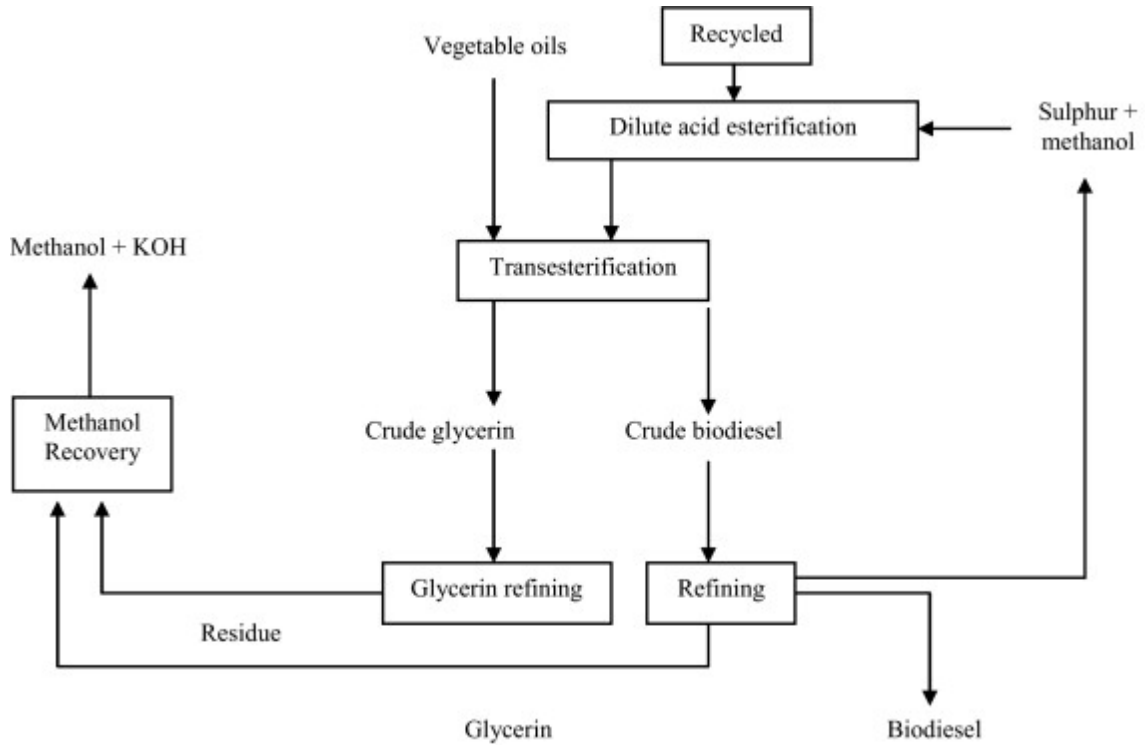 Recycled
Vegetable oils
Dilute acid esterification
Sulphur +
methanol
Methanol + KOH
Transesterification
Methanol
Recovery
Crude glycerin
Crude biodiesel
Glycerin refining
Refining
Residue
Glycerin
Biodiesel